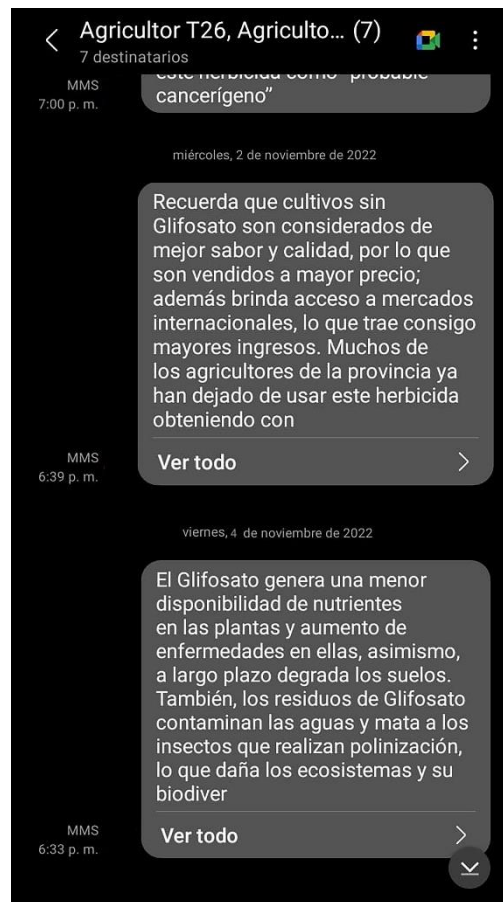 Agricultor T26, Agriculto... (7)
7 destinatarios
este herbicida como "probable
cancerígeno"
MMS
7:00 p. m.
miércoles, 2 de noviembre de 2022
Recuerda que cultivos sin
Glifosato son considerados de
mejor sabor y calidad, por lo que
son vendidos a mayor precio;
además brinda acceso a mercados
internacionales, lo que trae consigo
mayores ingresos. Muchos de
los agricultores de la provincia ya
han dejado de usar este herbicida
obteniendo con
Ver todo
MMS
6:39 p. m.
viernes, 4 de noviembre de 2022
El Glifosato genera una menor
disponibilidad de nutrientes
en las plantas y aumento de
enfermedades en ellas, asimismo,
a largo plazo degrada los suelos.
También, los residuos de Glifosato
contaminan las aguas y mata a los
insectos que realizan polinización,
lo que daña los ecosistemas y su
biodiver
Ver todo
MMS
6:33 p. m.